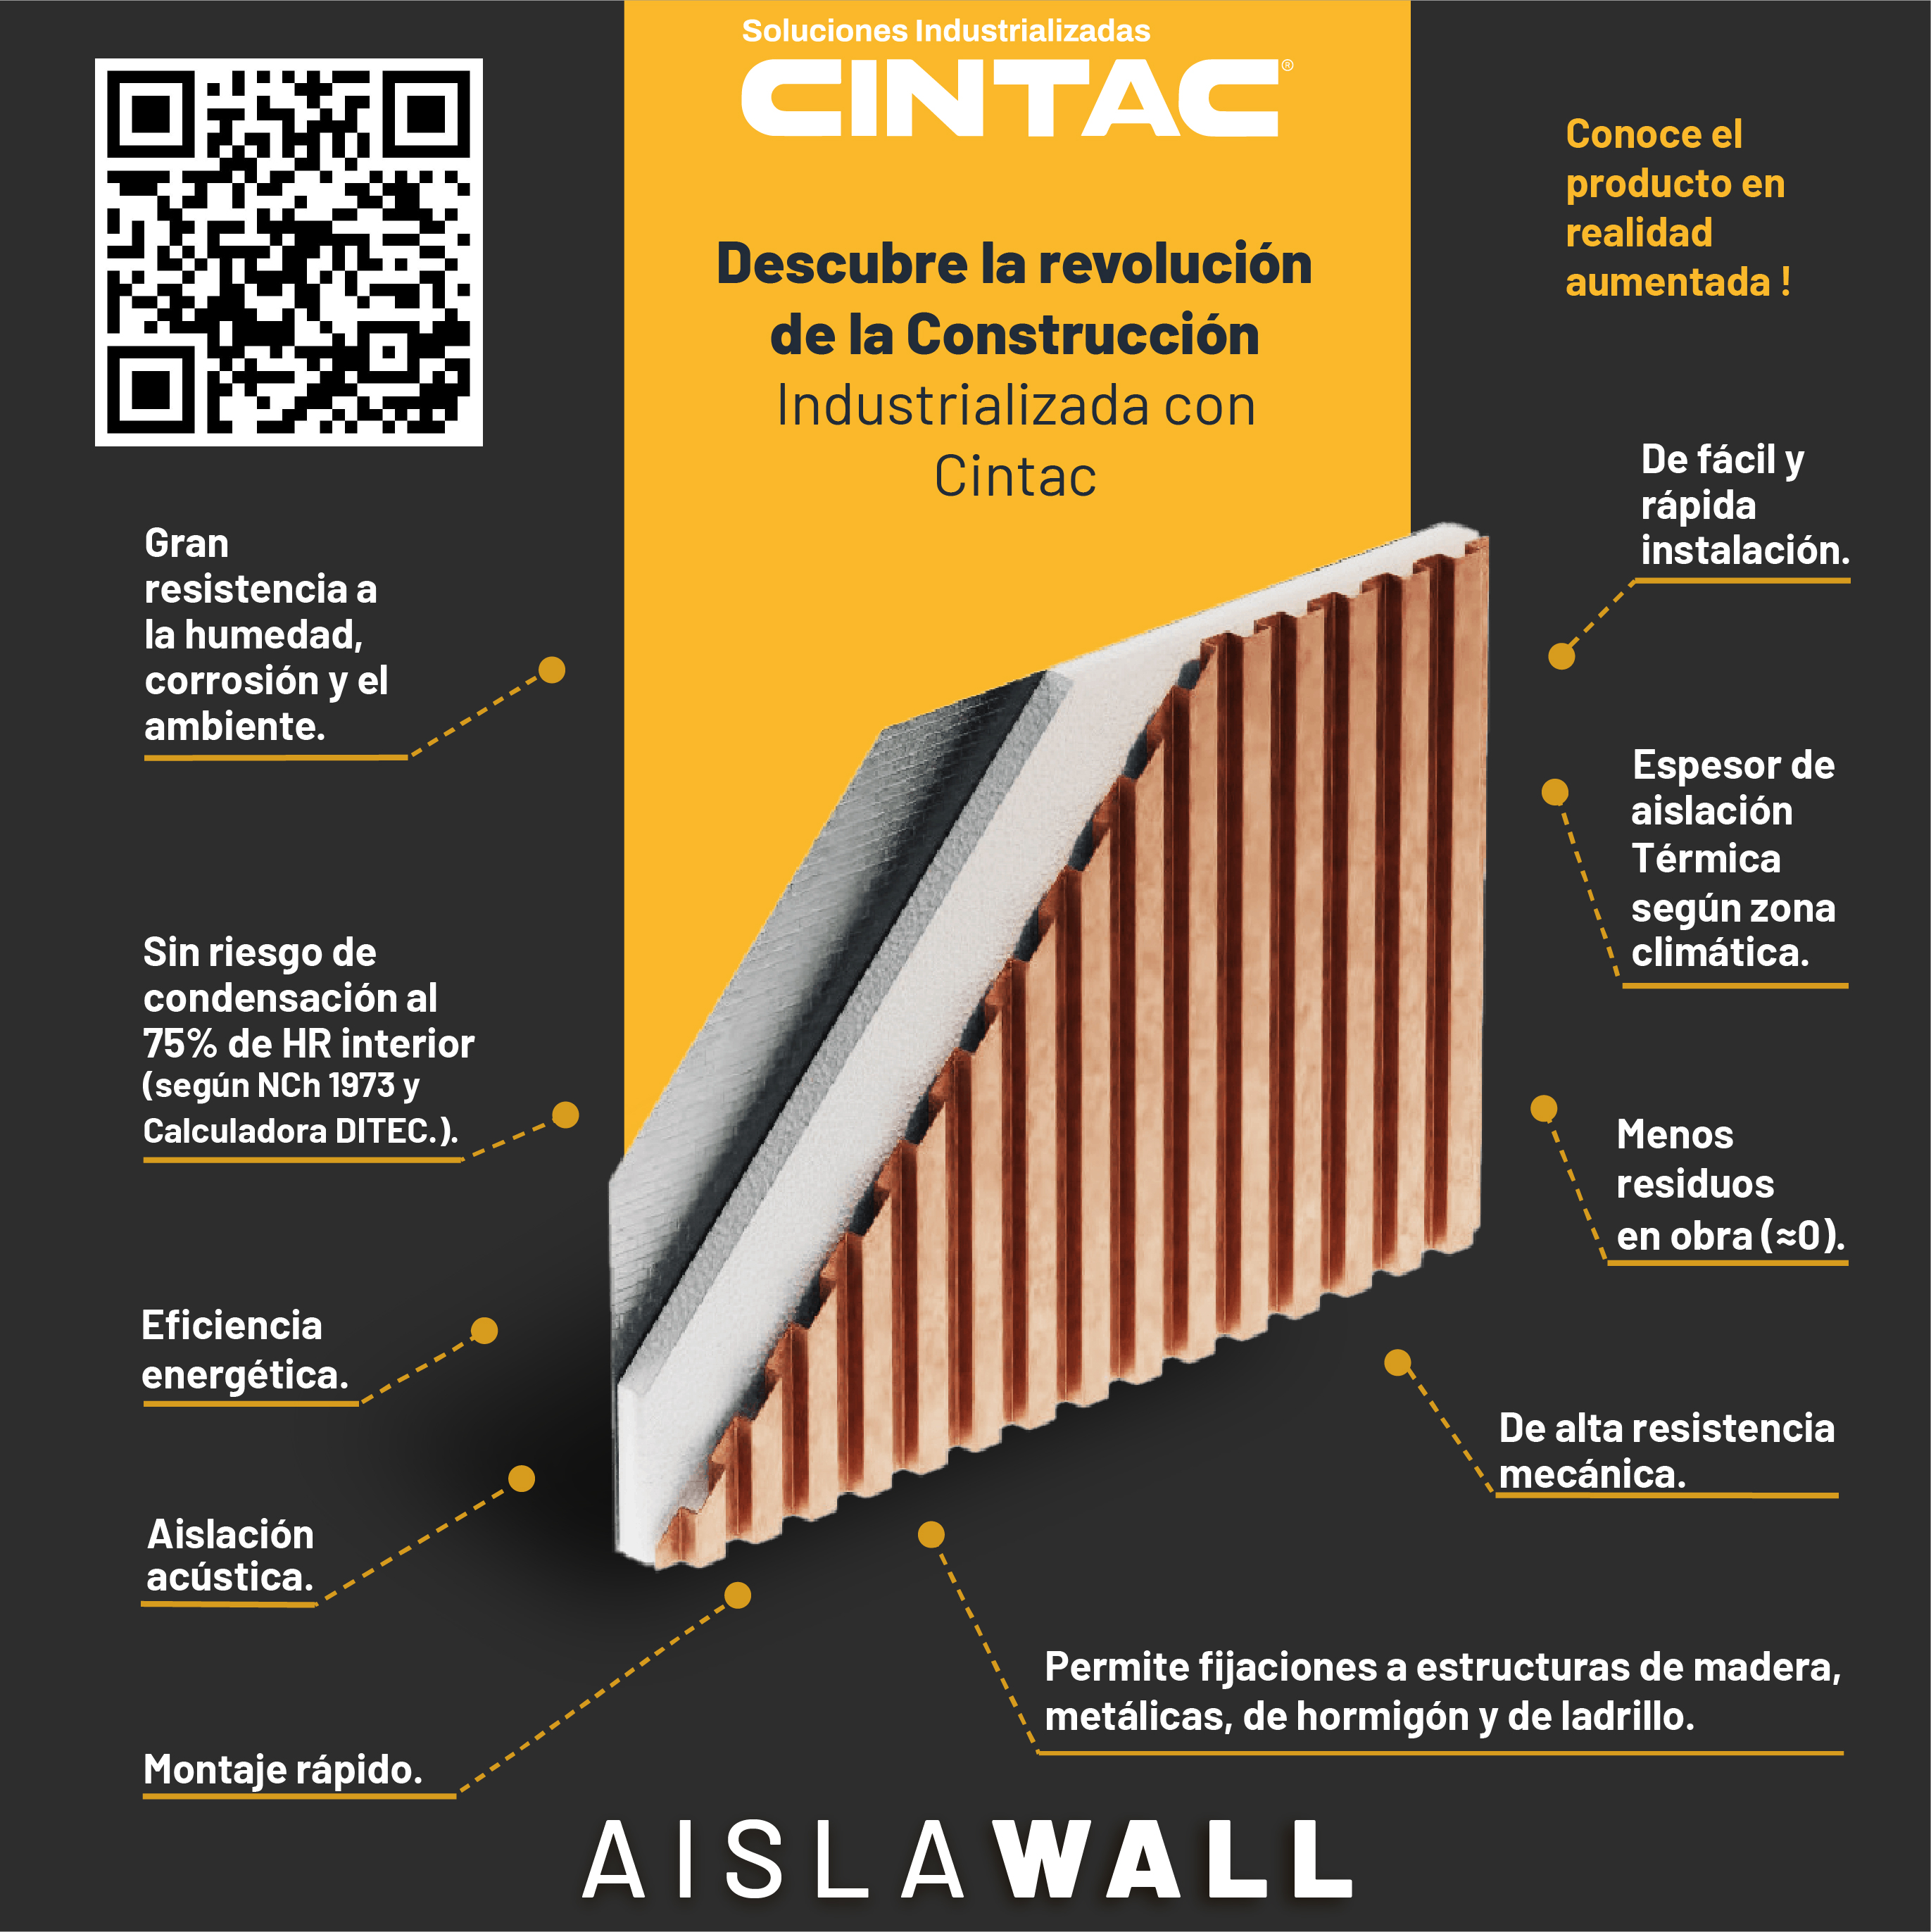 Soluciones Industrializadas
CINTAC®
Conoce el
producto en
realidad
aumentada !
Descubre la revolución
de la Construcción
Industrializada con
Cintac
Gran
resistencia a
la humedad,
corrosión y el
ambiente.
De fácil y
rápida
instalación.
Sin riesgo de
condensación al
75% de HR interior
(según NCh 1973 y
Calculadora DITEC.).
Espesor de
aislación
Térmica
según zona
climática.
Eficiencia
energética.
Menos
residuos
en obra (≈0).
Aislación
acústica.
De alta resistencia
mecánica.
Montaje rápido.
Permite fijaciones a estructuras de madera,
metálicas, de hormigón y de ladrillo.
AISLAWALL